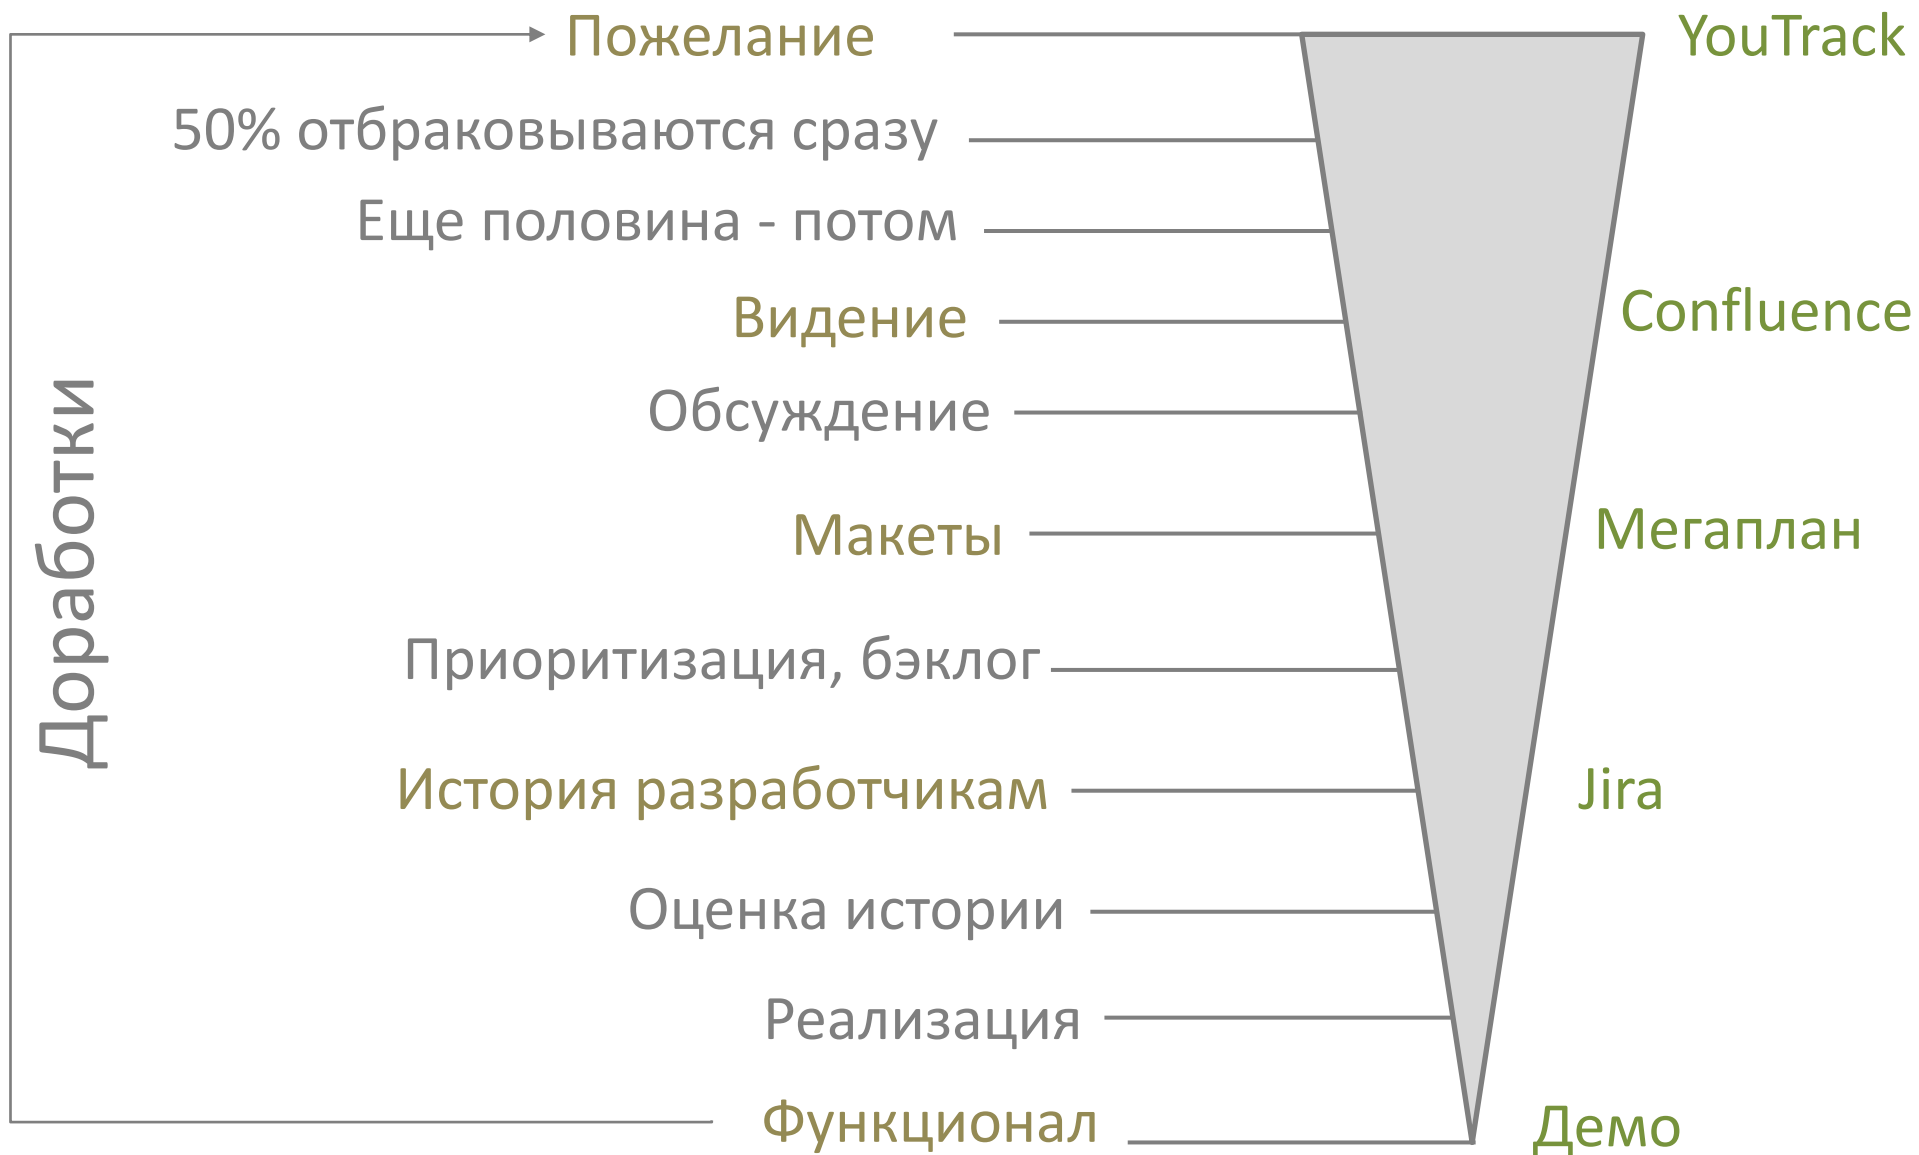 Пожелание
YouTrack
50% отбраковываются сразу
Еще половина - потом
Видение
Confluence
Обсуждение
Доработки
Макеты
Мегаплан
Приоритизация, бэклог
История разработчикам
Jira
Оценка истории
Реализация
Функционал
Демо